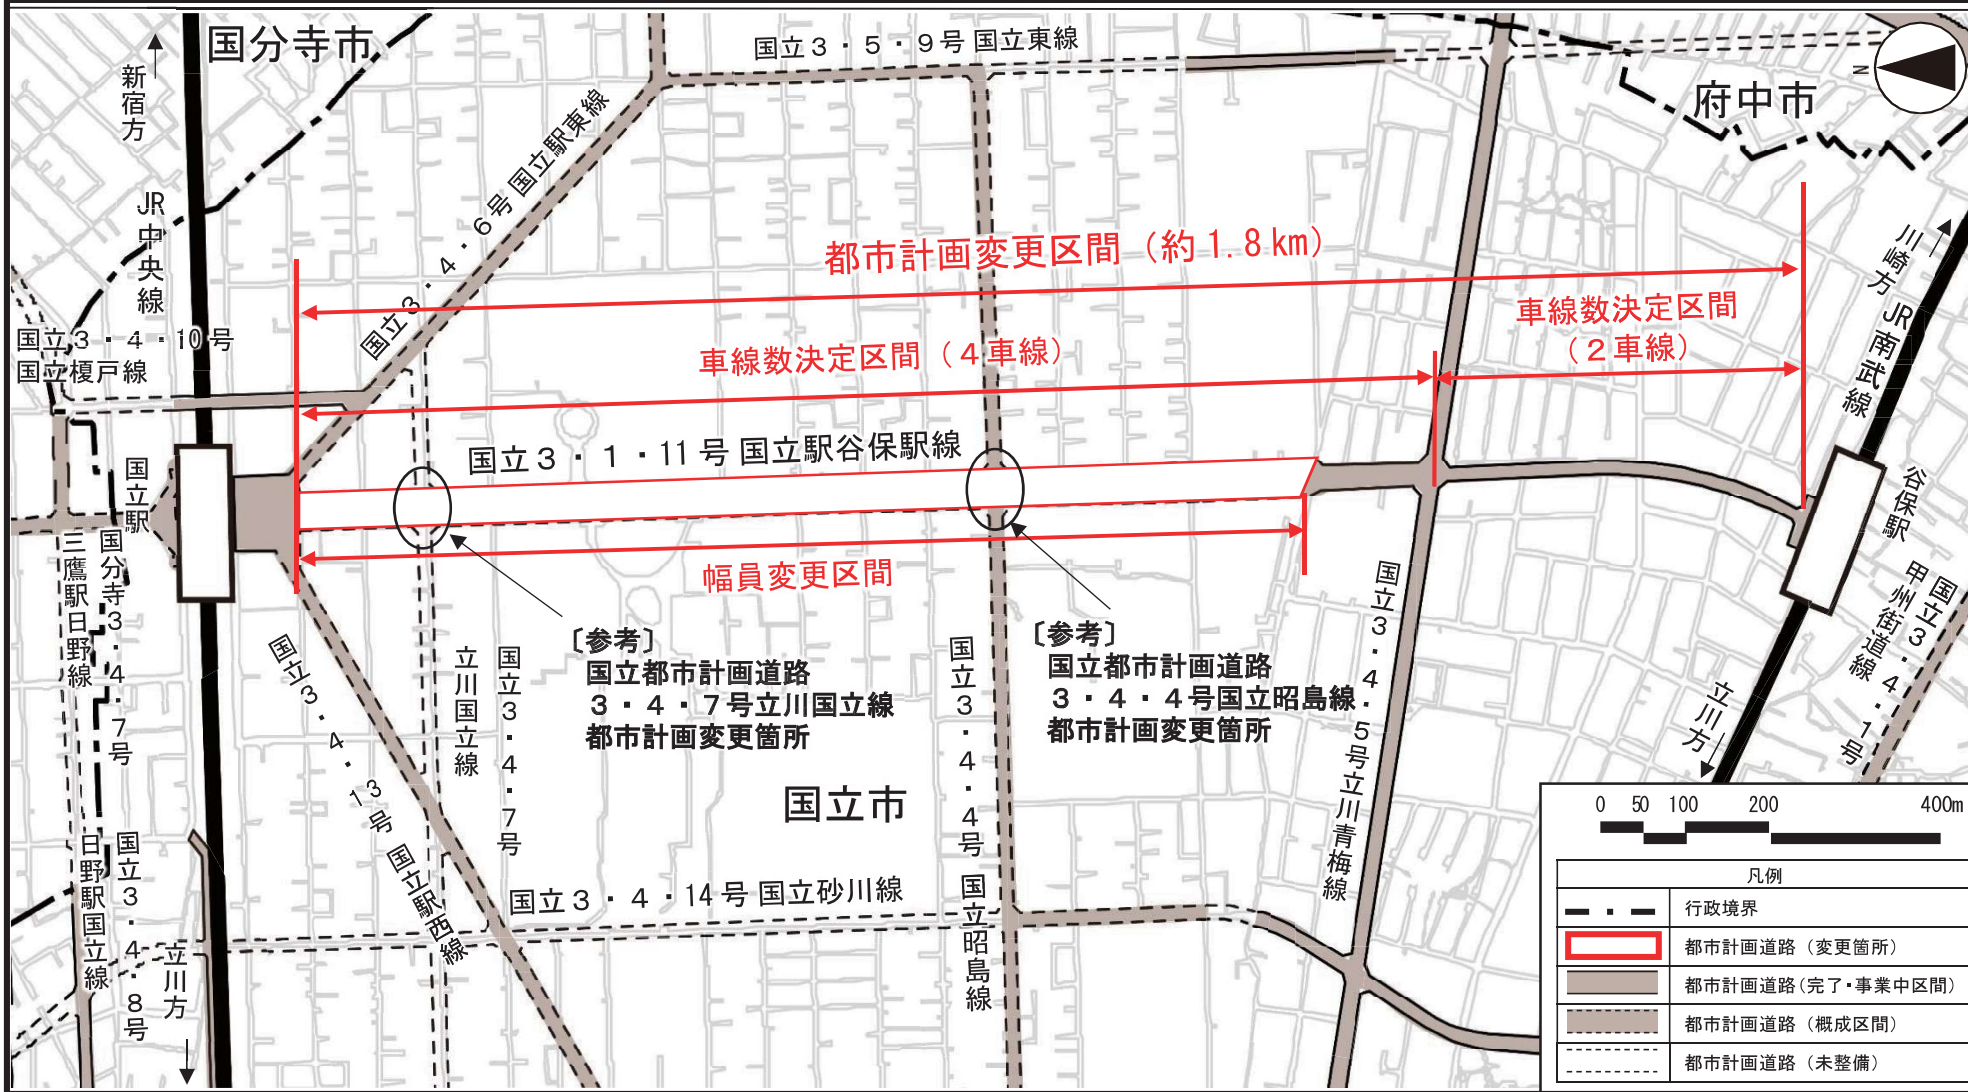 国分寺市
新宿方
国立3・5・9号 国立東線
N
府中市
JR中央線
国立3・4・6号 国立駅東線
都市計画変更区間（約1.8km）
川崎方
JR南武線
車線数決定区間
（2車線）
車線数決定区間（4車線）
国立3・4・10号
国立榎戸線
国立3・1・11号 国立駅谷保駅線
国立駅
谷保駅
幅員変更区間
国分寺3・4・7号
三鷹駅日野線
国立3・4・13号 国立駅西線
国立3・4・7号
立川国立線
〔参考〕
国立都市計画道路
3・4・7号立川国立線
都市計画変更箇所
国立3・4・4号 国立昭島線
〔参考〕
国立都市計画道路
3・4・4号国立昭島線
都市計画変更箇所
国立3・4・5号立川青梅線
国立3・4・1号
甲州街道線
立川方
国立市
国立3・4・8号
日野駅国立線
立川方
国立3・4・14号 国立砂川線
0 50 100 200 400m
凡例
行政境界
都市計画道路（変更箇所）
都市計画道路（完了・事業中区間）
都市計画道路（概成区間）
都市計画道路（未整備）